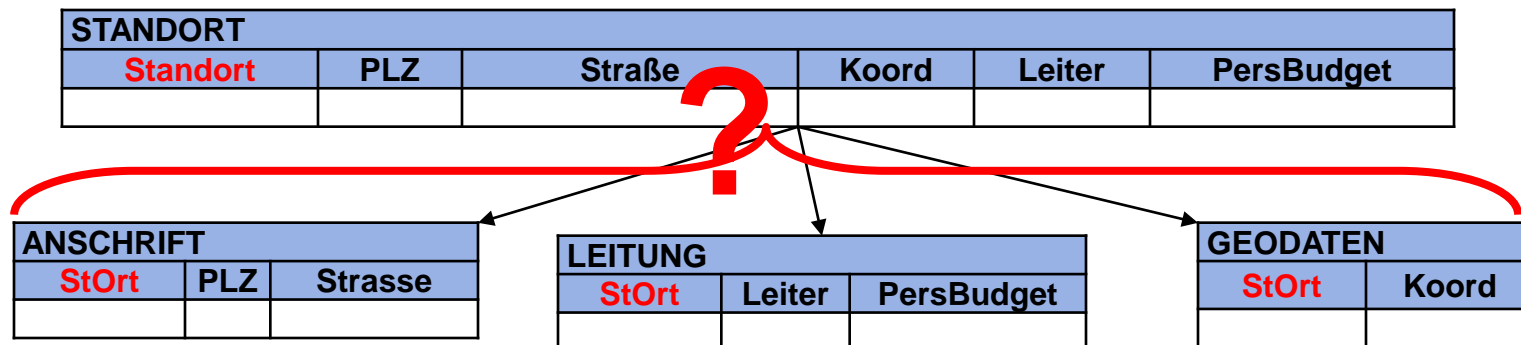 STANDORT
Standort PLZ Straße Koord Leiter PersBudget
?
ANSCHRIFT
StOrt PLZ Strasse
LEITUNG
StOrt Leiter PersBudget
GEODATEN
StOrt Koord